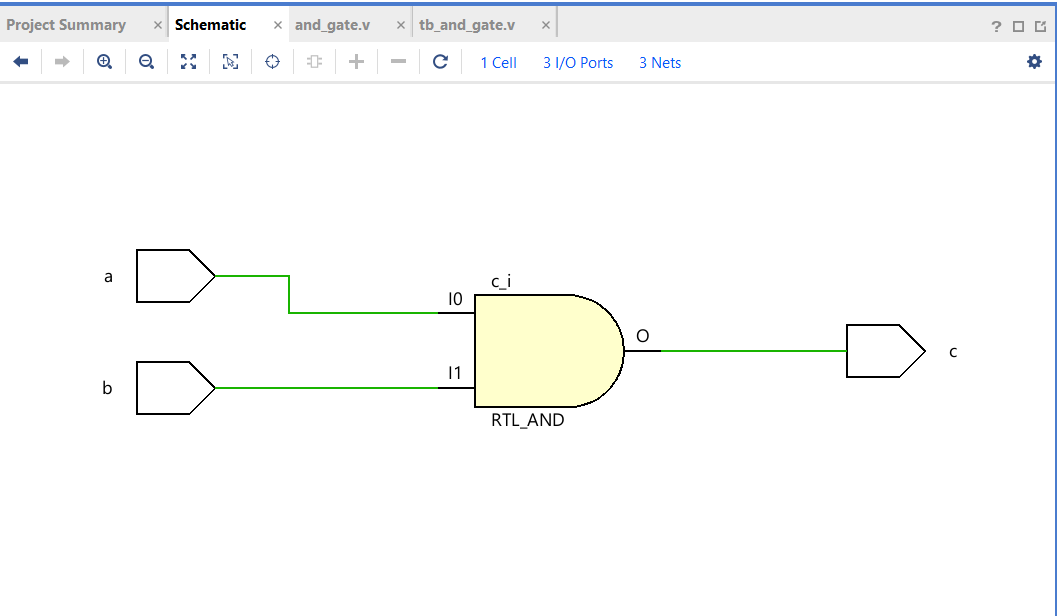 Project Summary × Schematic × and_gate.v × tb_and_gate.v × ?
1 Cell 3 I/O Ports 3 Nets
a
c_i
I0
O
c
I1
b
RTL_AND